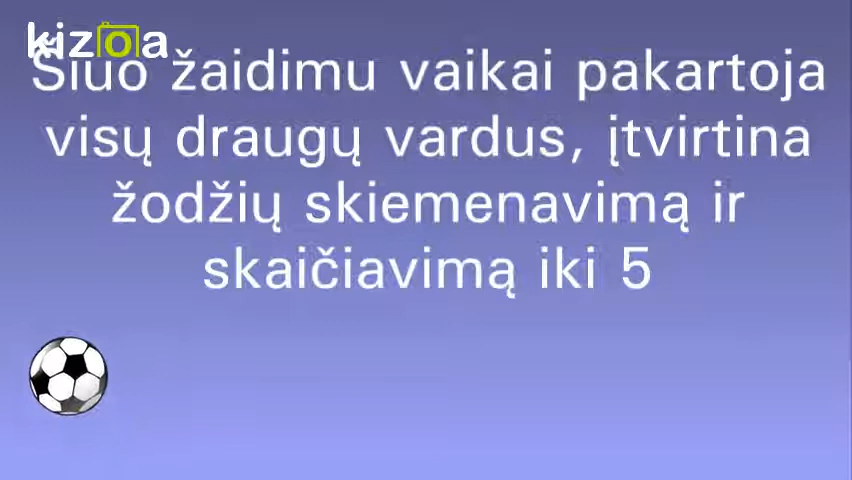 kizoa
Šiuo žaidimu vaikai pakartoja
visų draugų vardus, įtvirtina
žodžių skiemenavimą ir
skaičiavimą iki 5